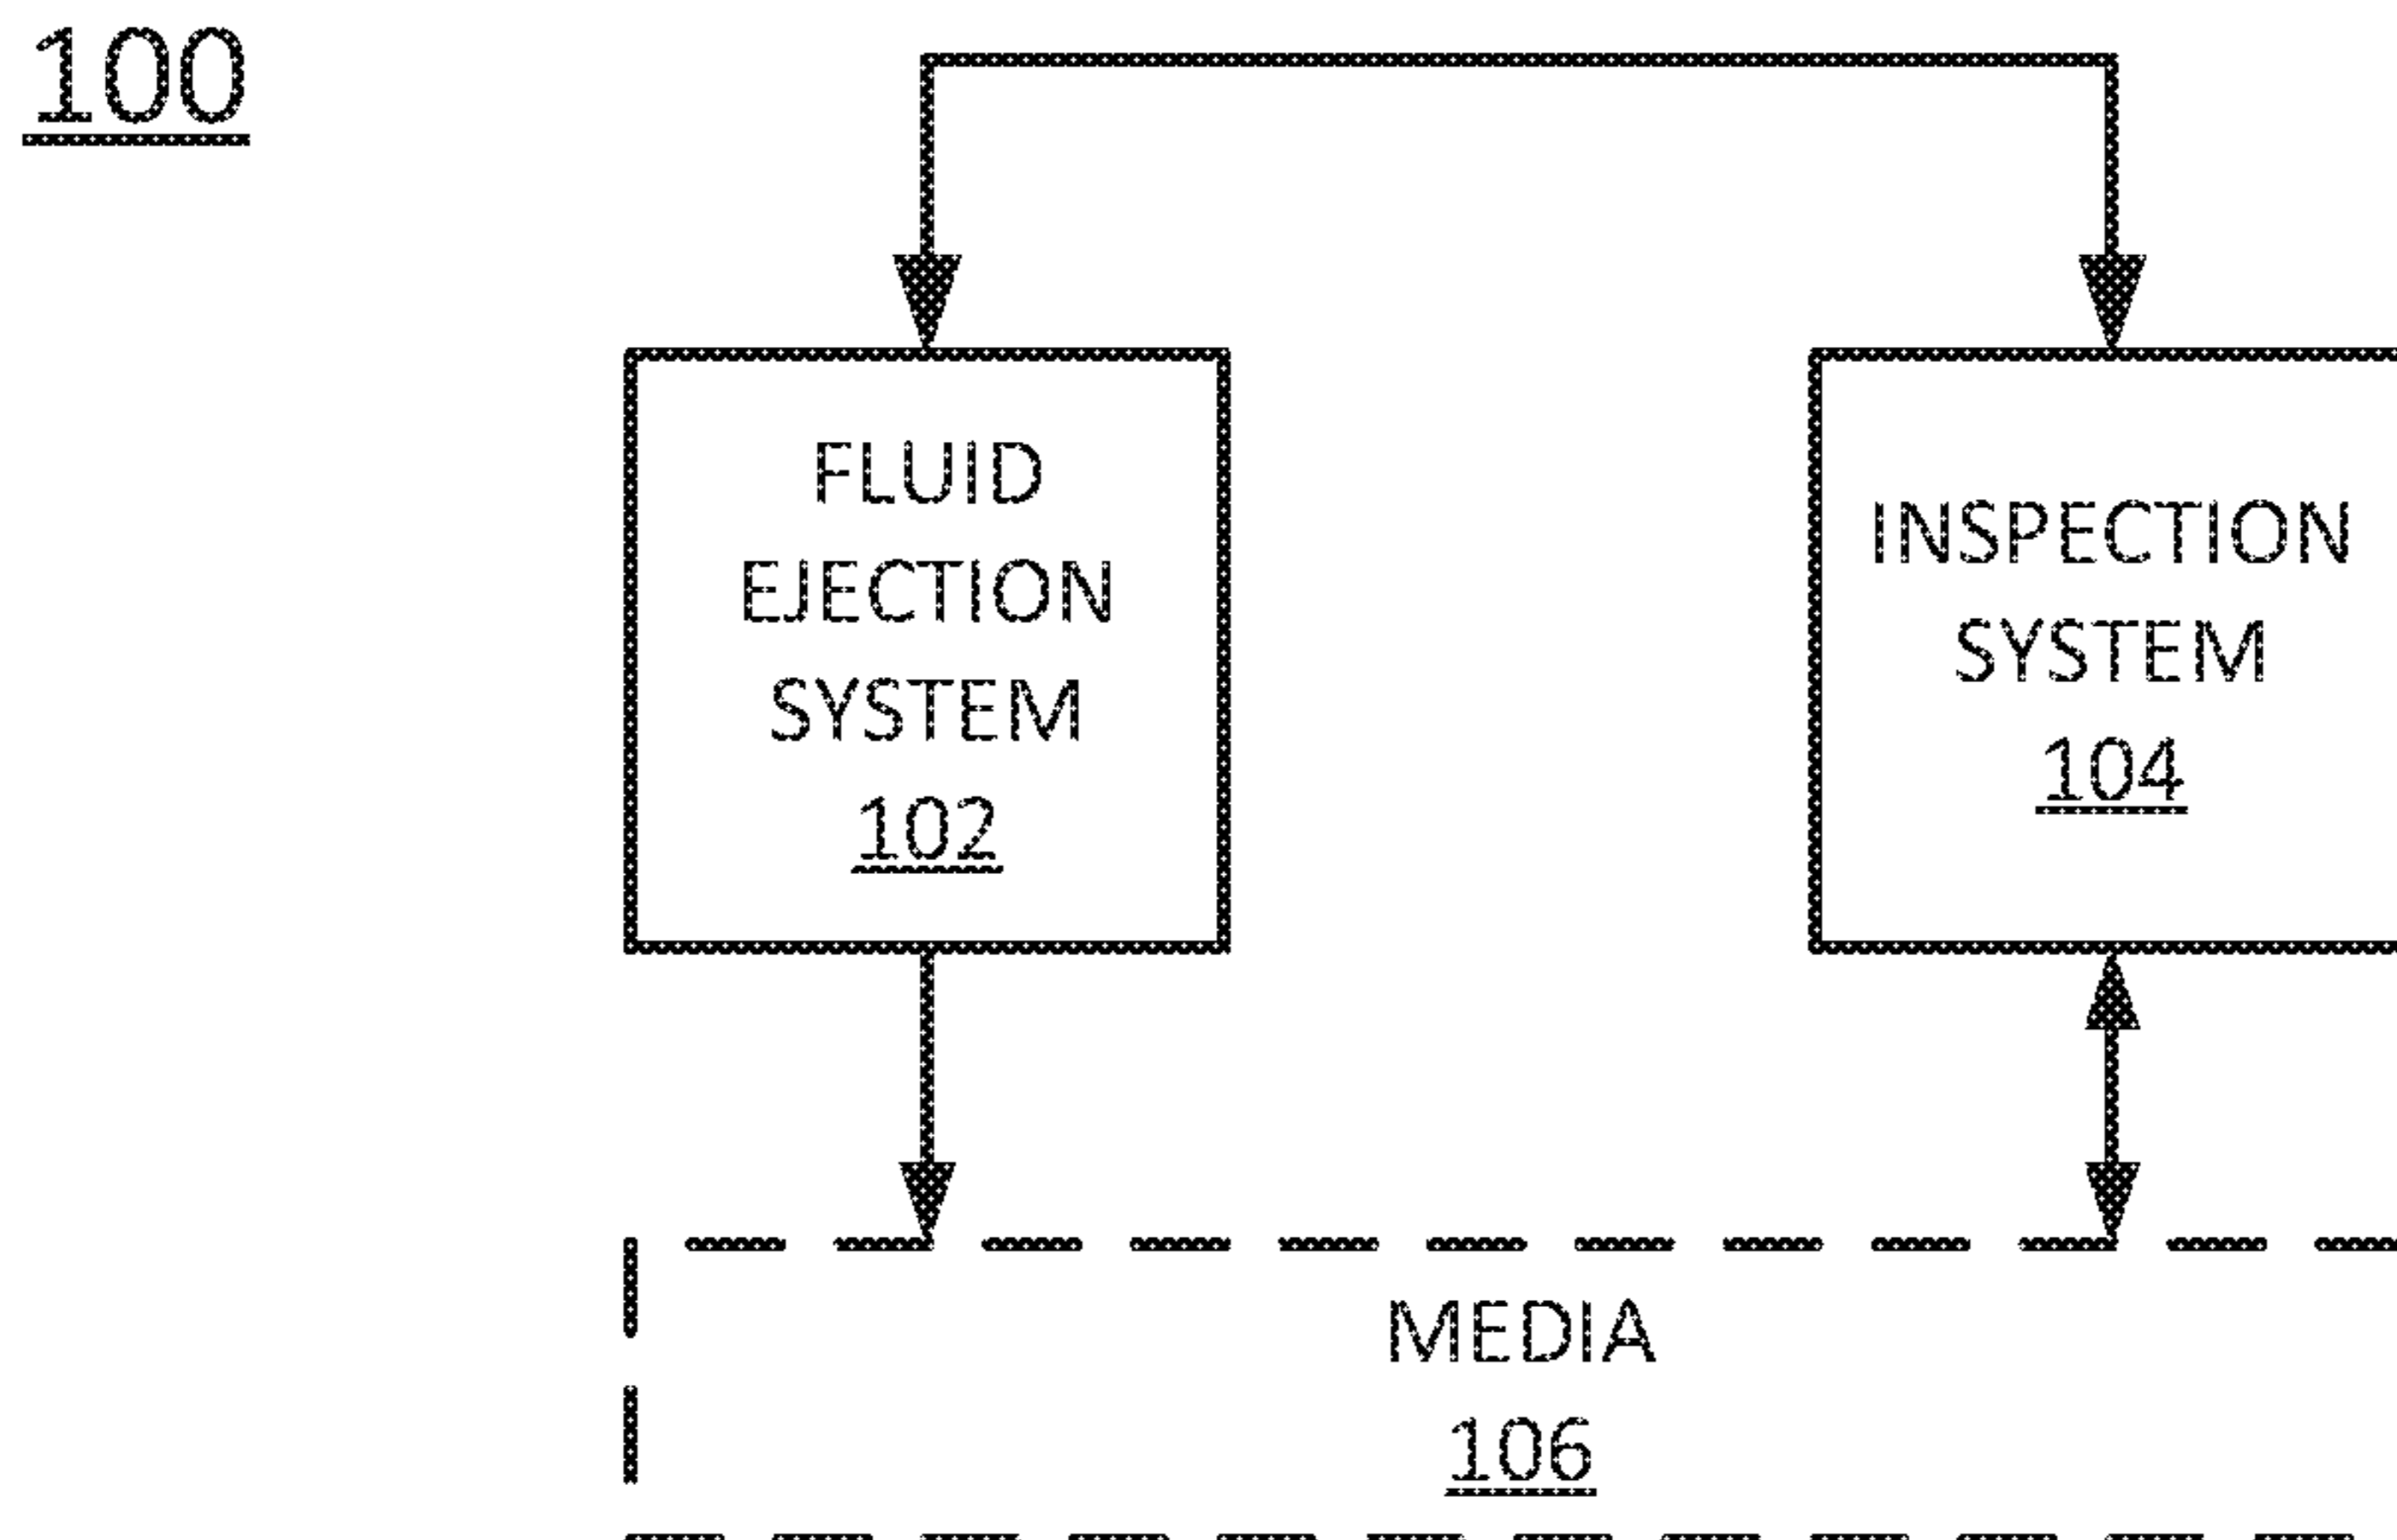 100
FLUID
EJECTION
SYSTEM
102
INSPECTION
SYSTEM
104
MEDIA
106